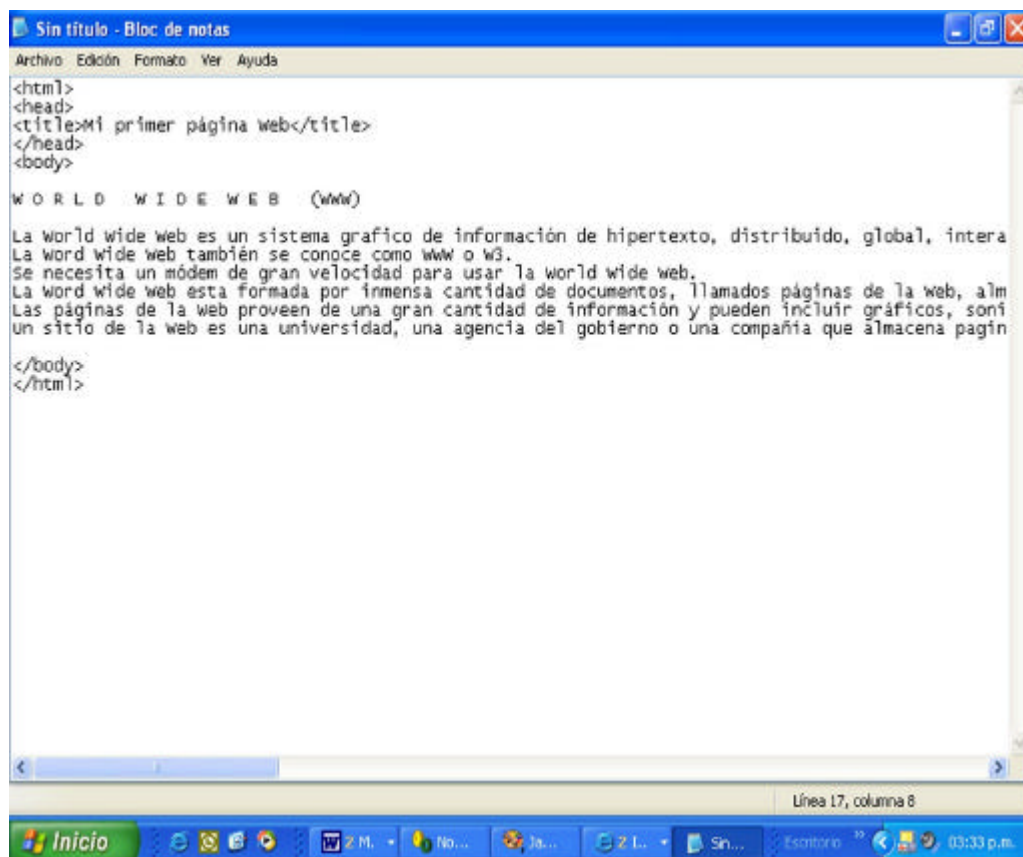 Sin título - Bloc de notas
Archivo Edición Formato Ver Ayuda
<html>
<head>
<title>Mi primer página Web</title>
</head>
<body>
W O R L D W I D E W E B (WWW)
La World Wide Web es un sistema grafico de información de hipertexto, distribuido, global, intera
La Word Wide Web también se conoce como WWW o W3.
Se necesita un módem de gran velocidad para usar la World Wide Web.
La Word Wide Web esta formada por inmensa cantidad de documentos, llamados páginas de la Web, alm
Las páginas de la Web proveen de una gran cantidad de información y pueden incluir gráficos, soni
Un sitio de la Web es una universidad, una agencia del gobierno o una compañia que almacena pagin
</body>
</html>
Línea 17, columna 8
Inicio 2 M. No... Ja... 2 I.. Sin... Escritorio 03:33 p.m.